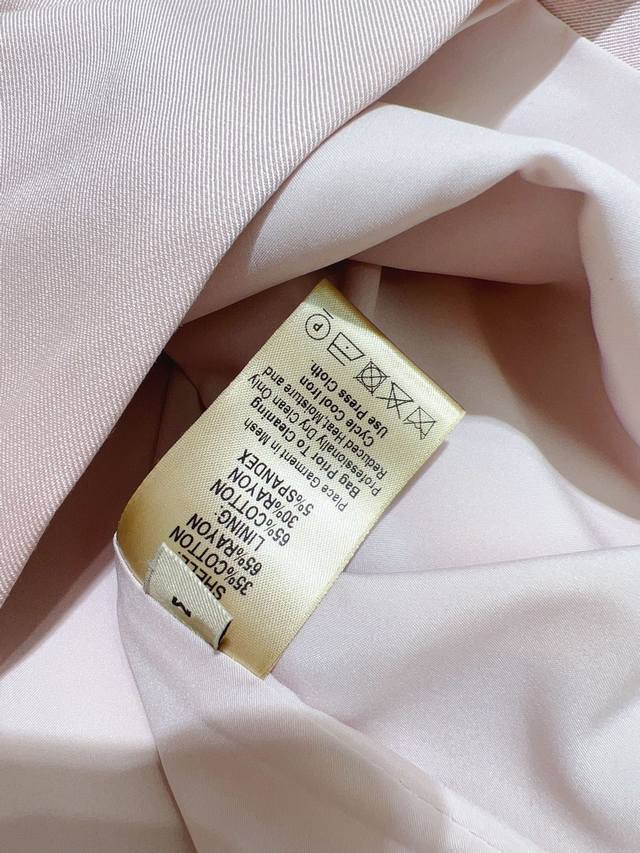 SHELL:
35%COTTON
65%RAYON
LINING:
65%COTTON
30%RAYON
5%SPANDEX
Place Garment in Mesh
Bag Prior To Cleaning
Professionally Dry Clean Only
Reduced Heat,Moisture and
Cycle Cool Iron
Use Press Cloth.
P